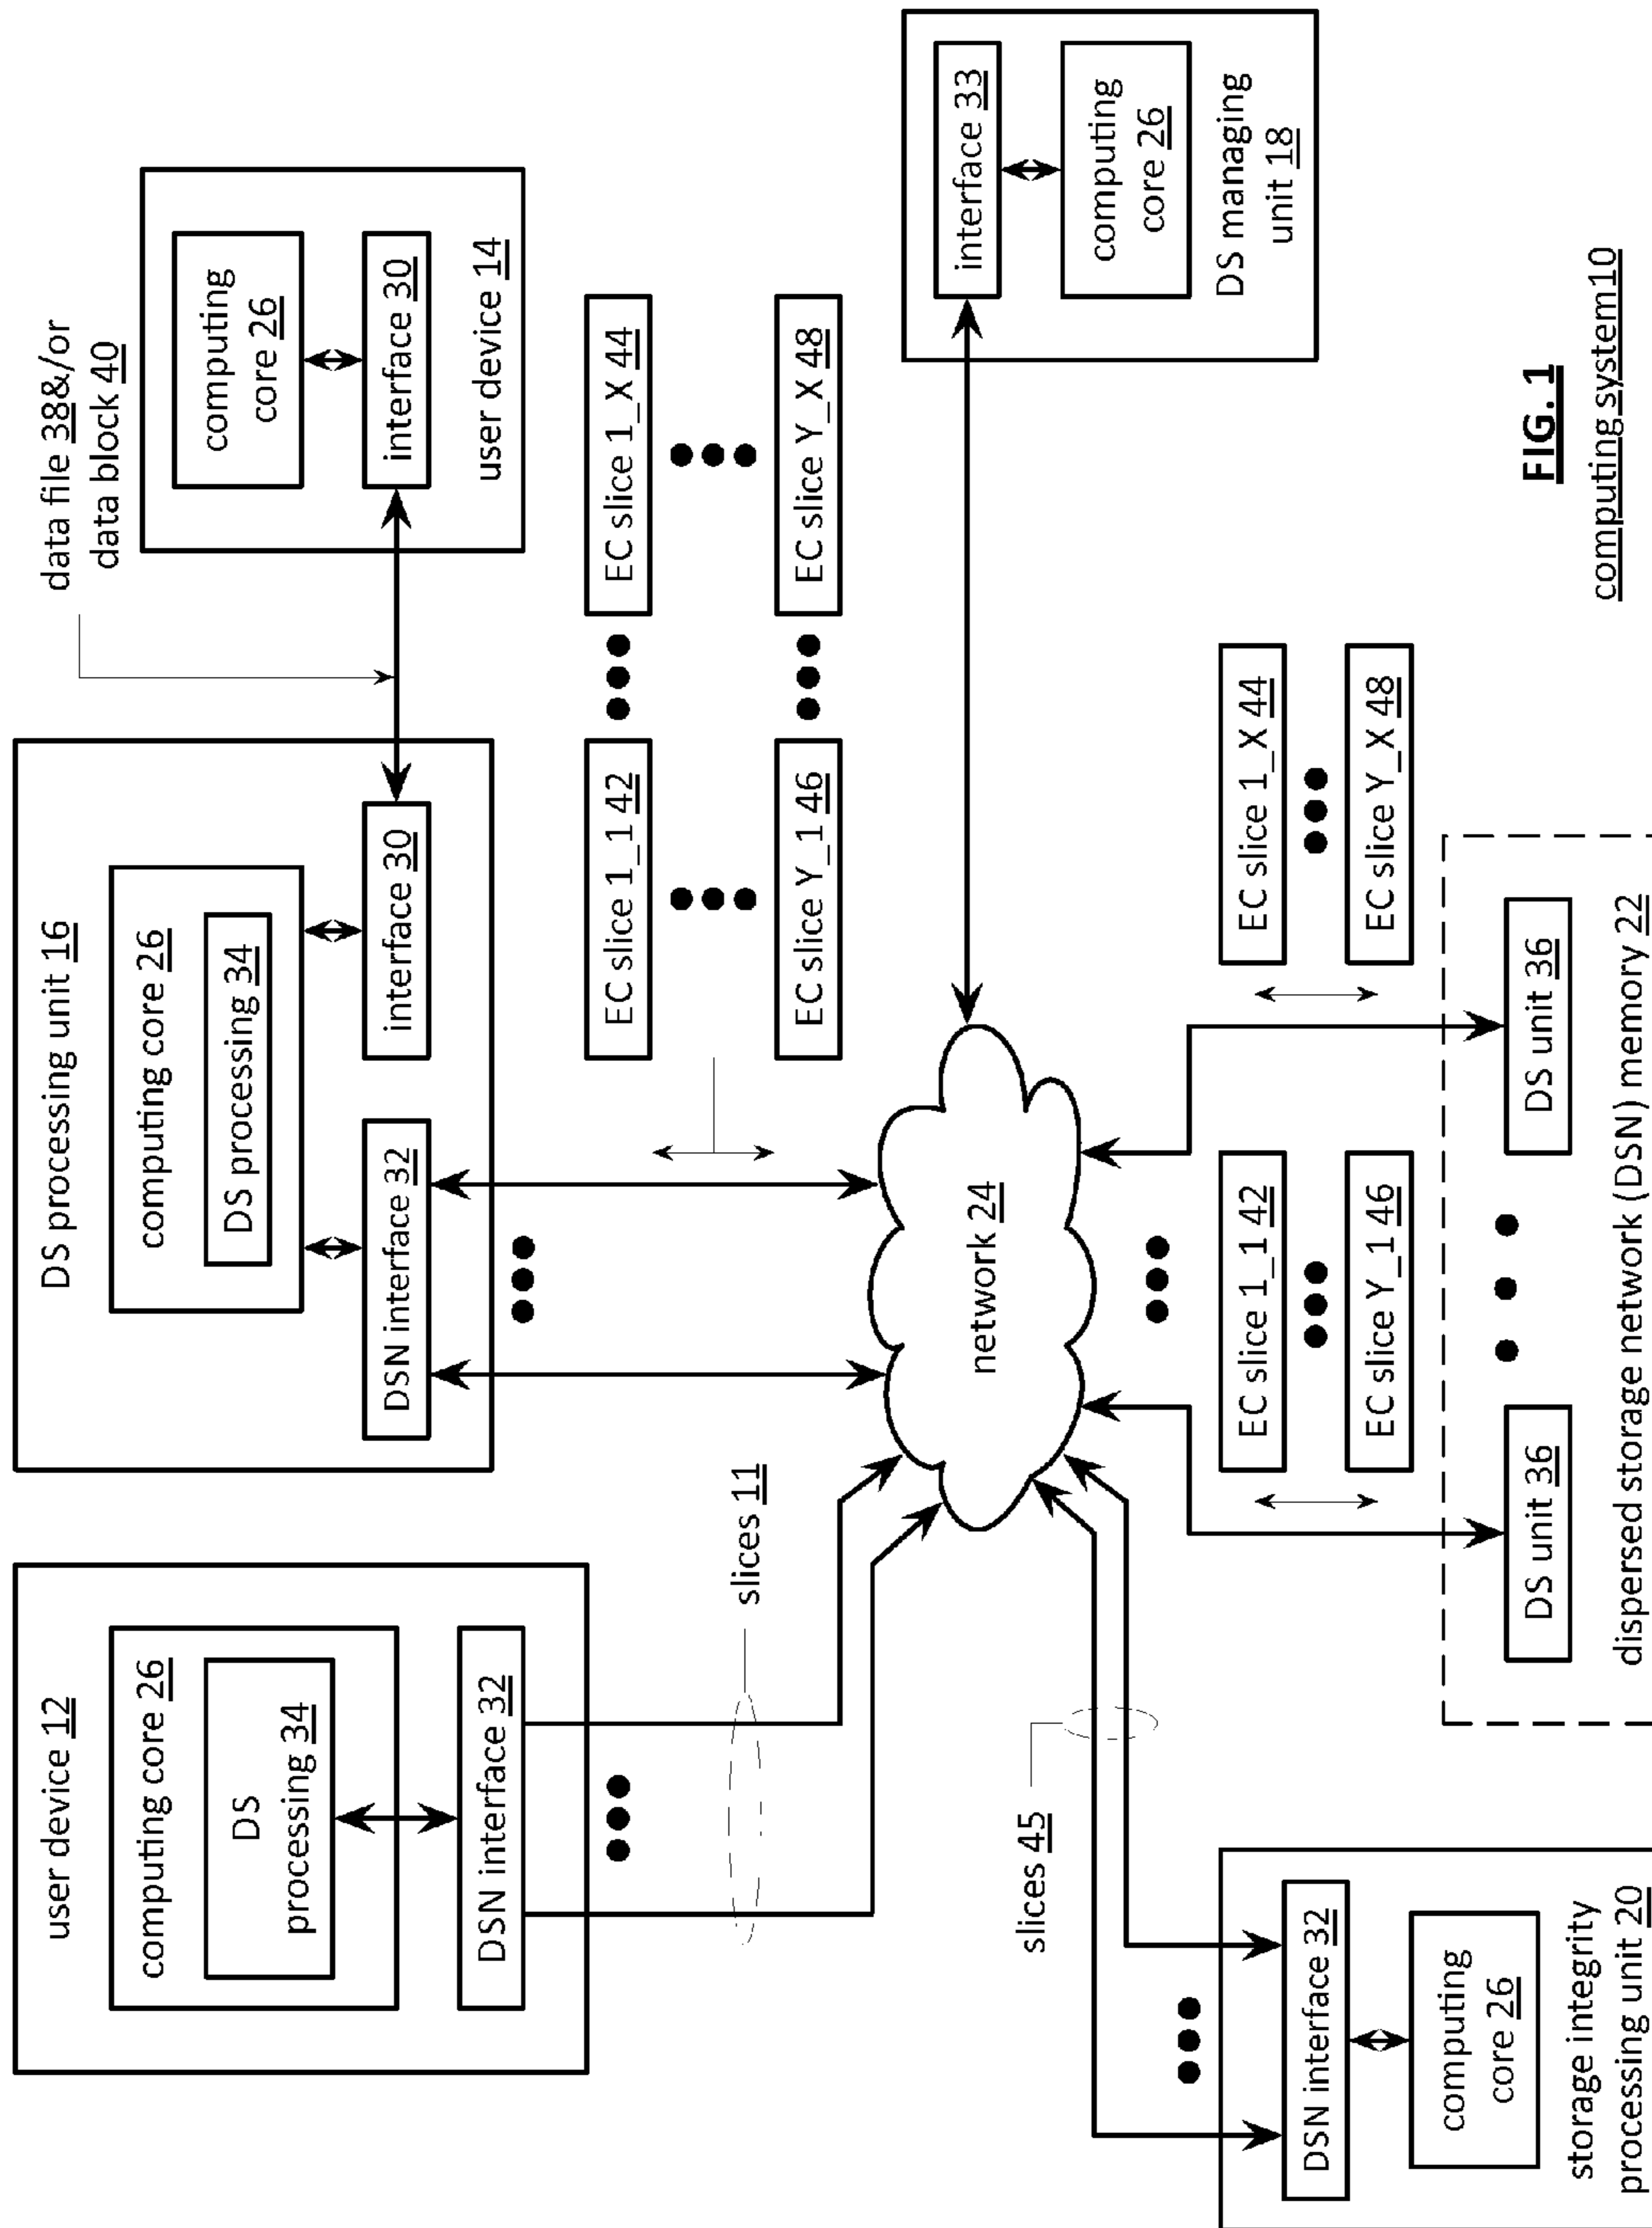 user device 12
computing core 26
DS
processing 34
DSN interface 32
DS processing unit 16
computing core 26
DS processing 34
DSN interface 32
interface 30
data file 38&/or
data block 40
computing
core 26
interface 30
user device 14
slices 11
EC slice 1_1 42
EC slice 1_X 44
EC slice Y_1 46
EC slice Y_X 48
network 24
interface 33
computing
core 26
DS managing
unit 18
slices 45
DSN interface 32
computing
core 26
storage integrity
processing unit 20
EC slice 1_1 42
EC slice Y_1 46
EC slice 1_X 44
EC slice Y_X 48
DS unit 36
DS unit 36
dispersed storage network (DSN) memory 22
FIG. 1
computing system10